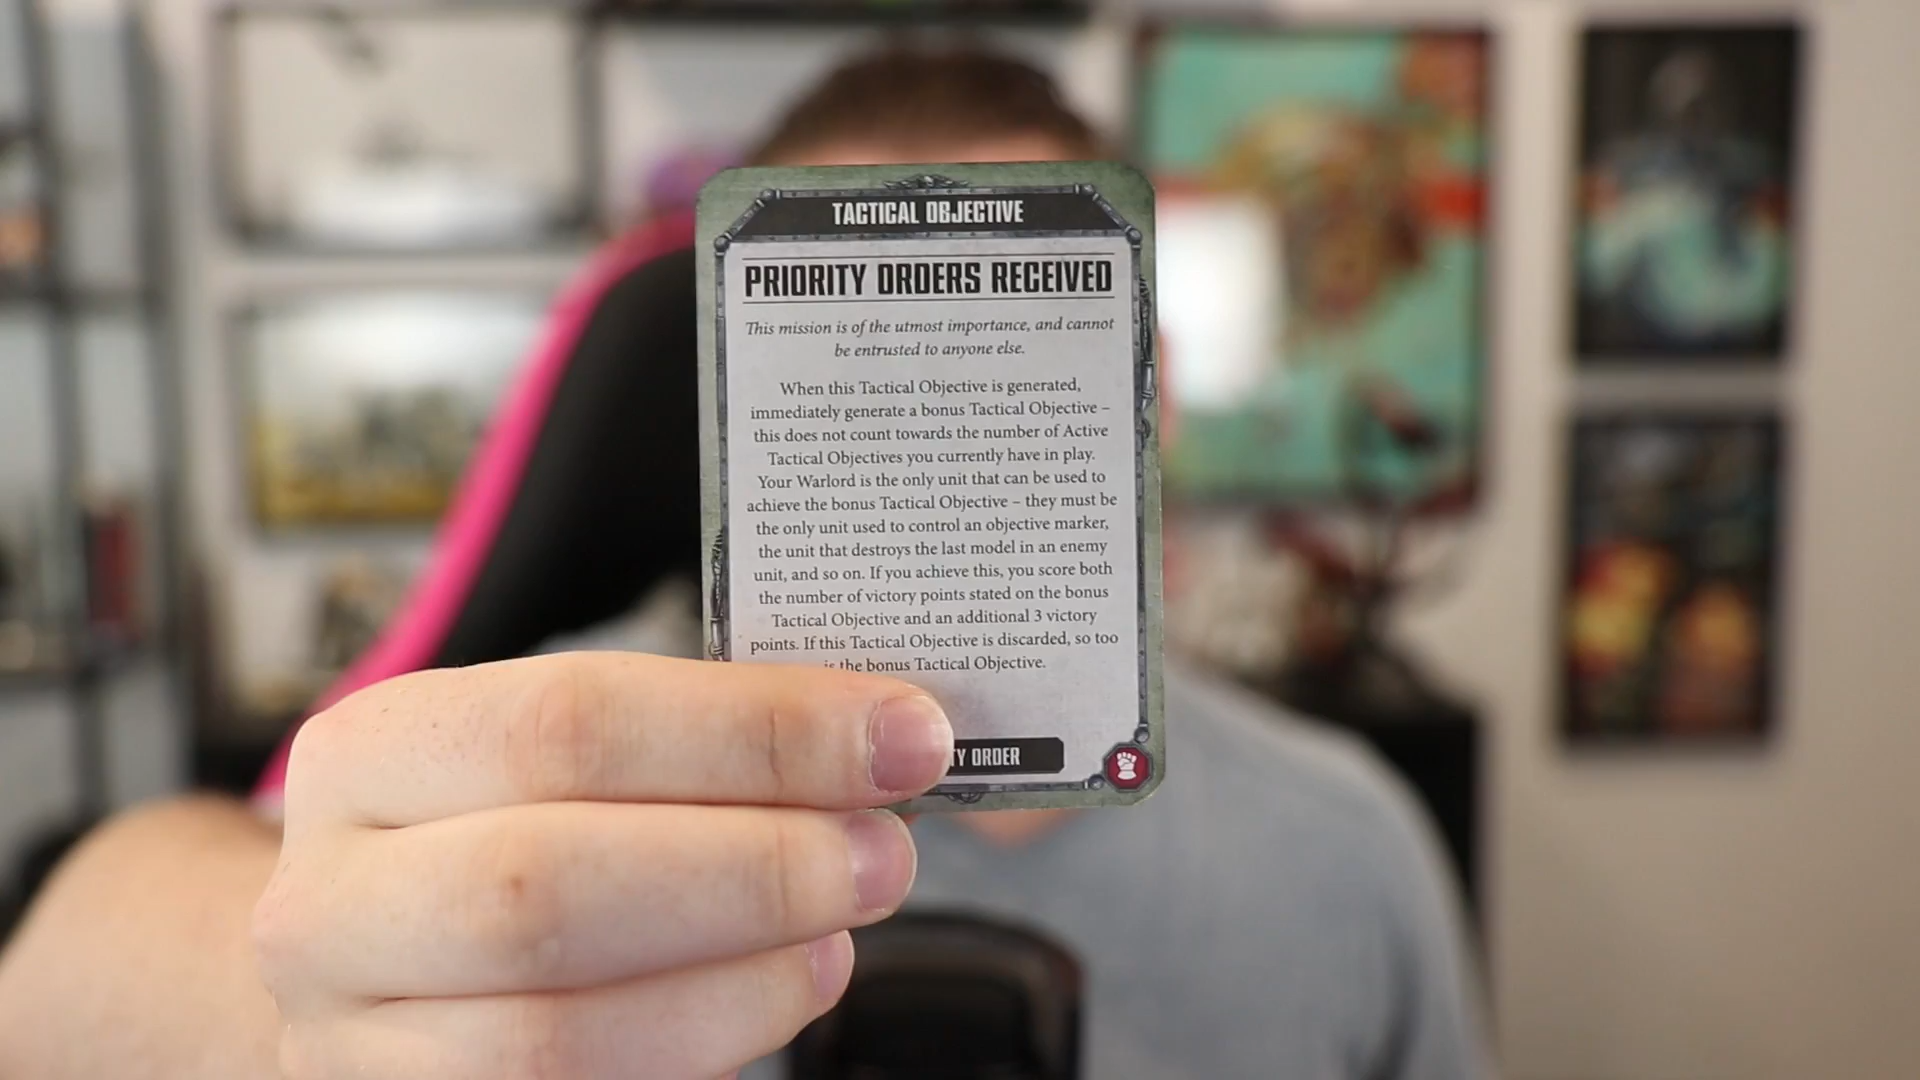 TACTICAL OBJECTIVE
PRIORITY ORDERS RECEIVED
This mission is of the utmost importance, and cannot
be entrusted to anyone else.
When this Tactical Objective is generated,
immediately generate a bonus Tactical Objective –
this does not count towards the number of Active
Tactical Objectives you currently have in play.
Your Warlord is the only unit that can be used to
achieve the bonus Tactical Objective – they must be
the only unit used to control an objective marker,
the unit that destroys the last model in an enemy
unit, and so on. If you achieve this, you score both
the number of victory points stated on the bonus
Tactical Objective and an additional 3 victory
points. If this Tactical Objective is discarded, so too
is the bonus Tactical Objective.
TY ORDER